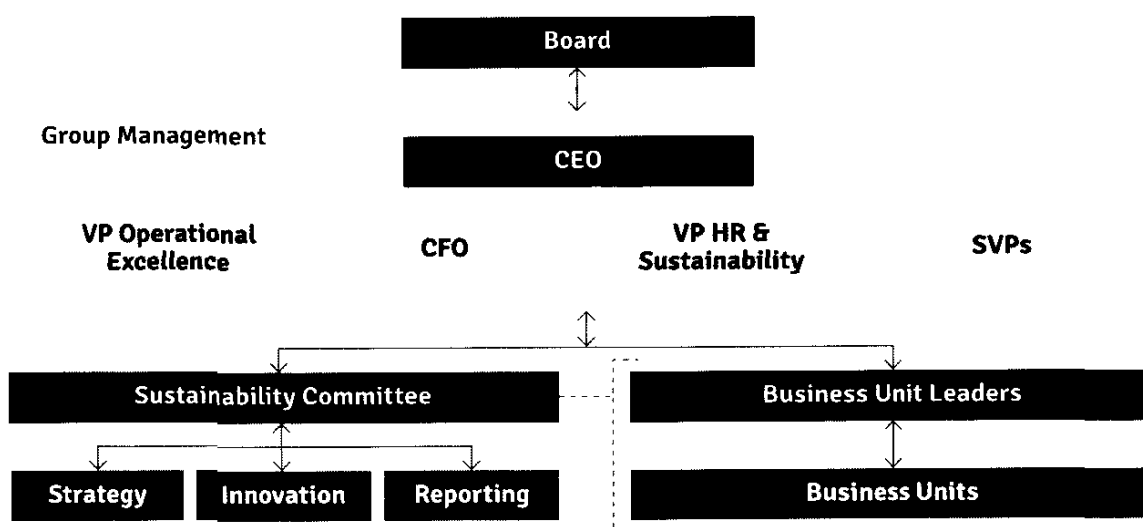 Board
Group Management
CEO
VP Operational
Excellence
CFO
VP HR &
Sustainability
SVPs
Sustainability Committee
Business Unit Leaders
Strategy
Innovation
Reporting
Business Units